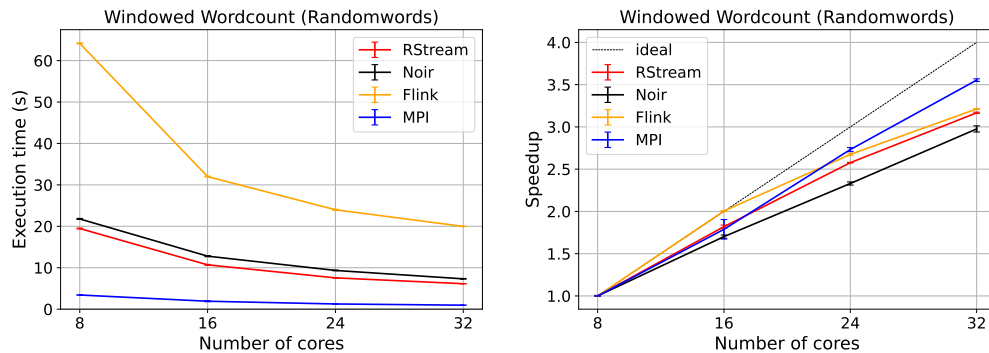 Windowed Wordcount (Randomwords)
Execution time (s)
60
50
40
30
20
10
0
RStream
Noir
Flink
MPI
8
16
24
32
Number of cores
Windowed Wordcount (Randomwords)
Speedup
4.0
3.5
3.0
2.5
2.0
1.5
1.0
ideal
RStream
Noir
Flink
MPI
8
16
24
32
Number of cores